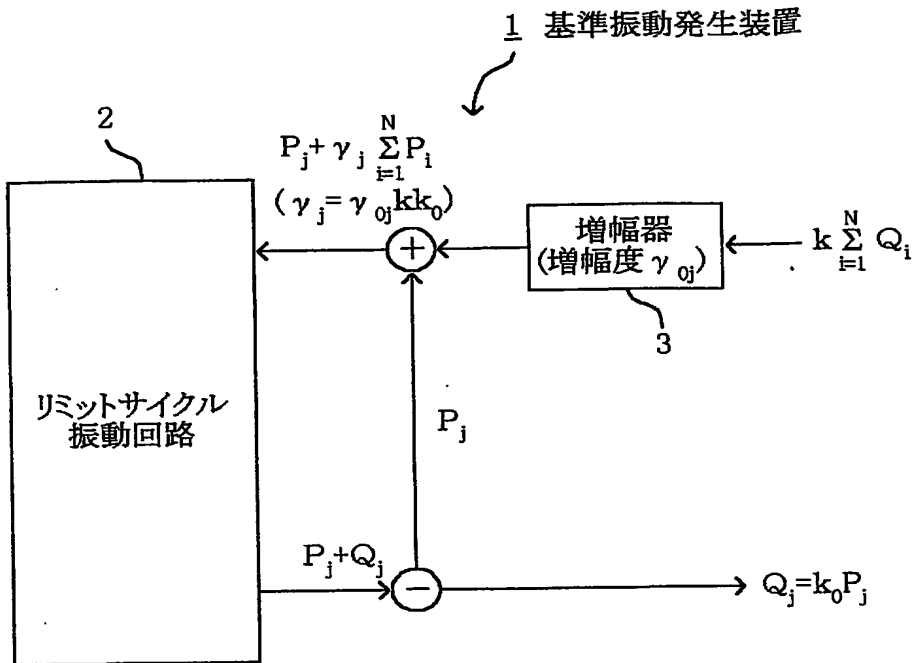 1 基準振動発生装置
2
P_j + γ_j Σ_{i=1}^{N} P_i
(γ_j = γ_{0j} kk_0)
+
増幅器
(増幅度 γ_{0j})
k Σ_{i=1}^{N} Q_i
3
リミットサイクル
振動回路
P_j
P_j+Q_j
−
Q_j=k_0P_j